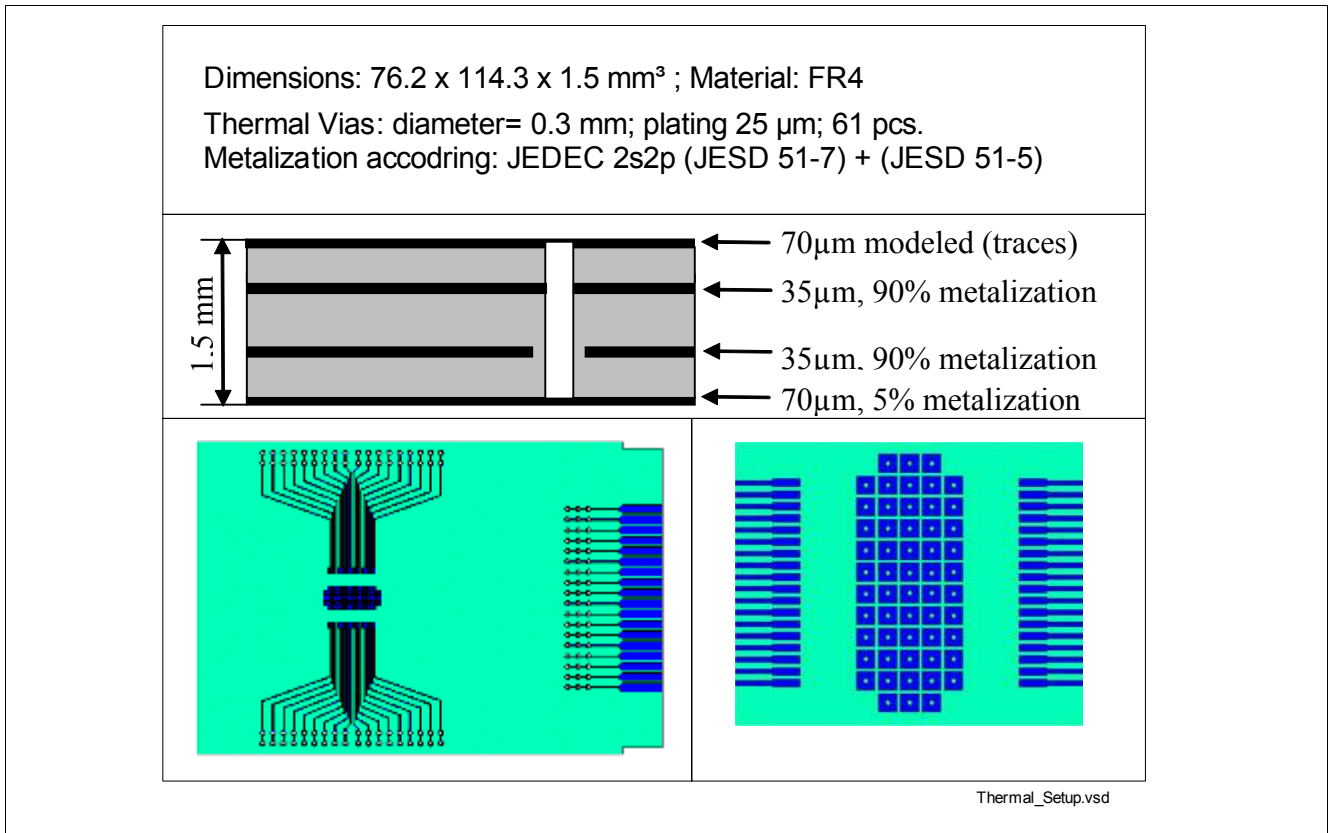 Dimensions: 76.2 x 114.3 x 1.5 mm³ ; Material: FR4
Thermal Vias: diameter= 0.3 mm; plating 25 µm; 61 pcs.
Metalization accodring: JEDEC 2s2p (JESD 51-7) + (JESD 51-5)
1.5 mm
70µm modeled (traces)
35µm, 90% metalization
35µm, 90% metalization
70µm, 5% metalization
Thermal_Setup.vsd